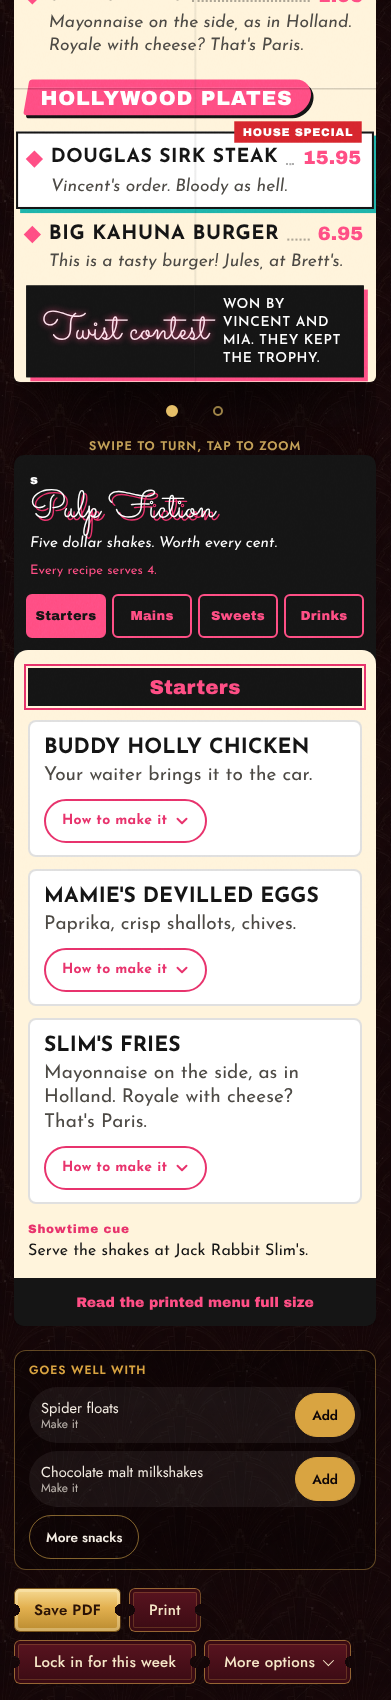 Mayonnaise on the side, as in Holland.
Royale with cheese? That's Paris.
HOLLYWOOD PLATES
HOUSE SPECIAL
DOUGLAS SIRK STEAK ... 15.95
Vincent's order. Bloody as hell.
BIG KAHUNA BURGER ...... 6.95
This is a tasty burger! Jules, at Brett's.
Twist contest
WON BY
VINCENT AND
MIA. THEY KEPT
THE TROPHY.
SWIPE TO TURN, TAP TO ZOOM
s
Pulp Fiction
Five dollar shakes. Worth every cent.
Every recipe serves 4.
Starters Mains Sweets Drinks
Starters
BUDDY HOLLY CHICKEN
Your waiter brings it to the car.
How to make it
MAMIE'S DEVILLED EGGS
Paprika, crisp shallots, chives.
How to make it
SLIM'S FRIES
Mayonnaise on the side, as in
Holland. Royale with cheese?
That's Paris.
How to make it
Showtime cue
Serve the shakes at Jack Rabbit Slim's.
Read the printed menu full size
GOES WELL WITH
Spider floats
Make it
Add
Chocolate malt milkshakes
Make it
Add
More snacks
Save PDF Print
Lock in for this week More options